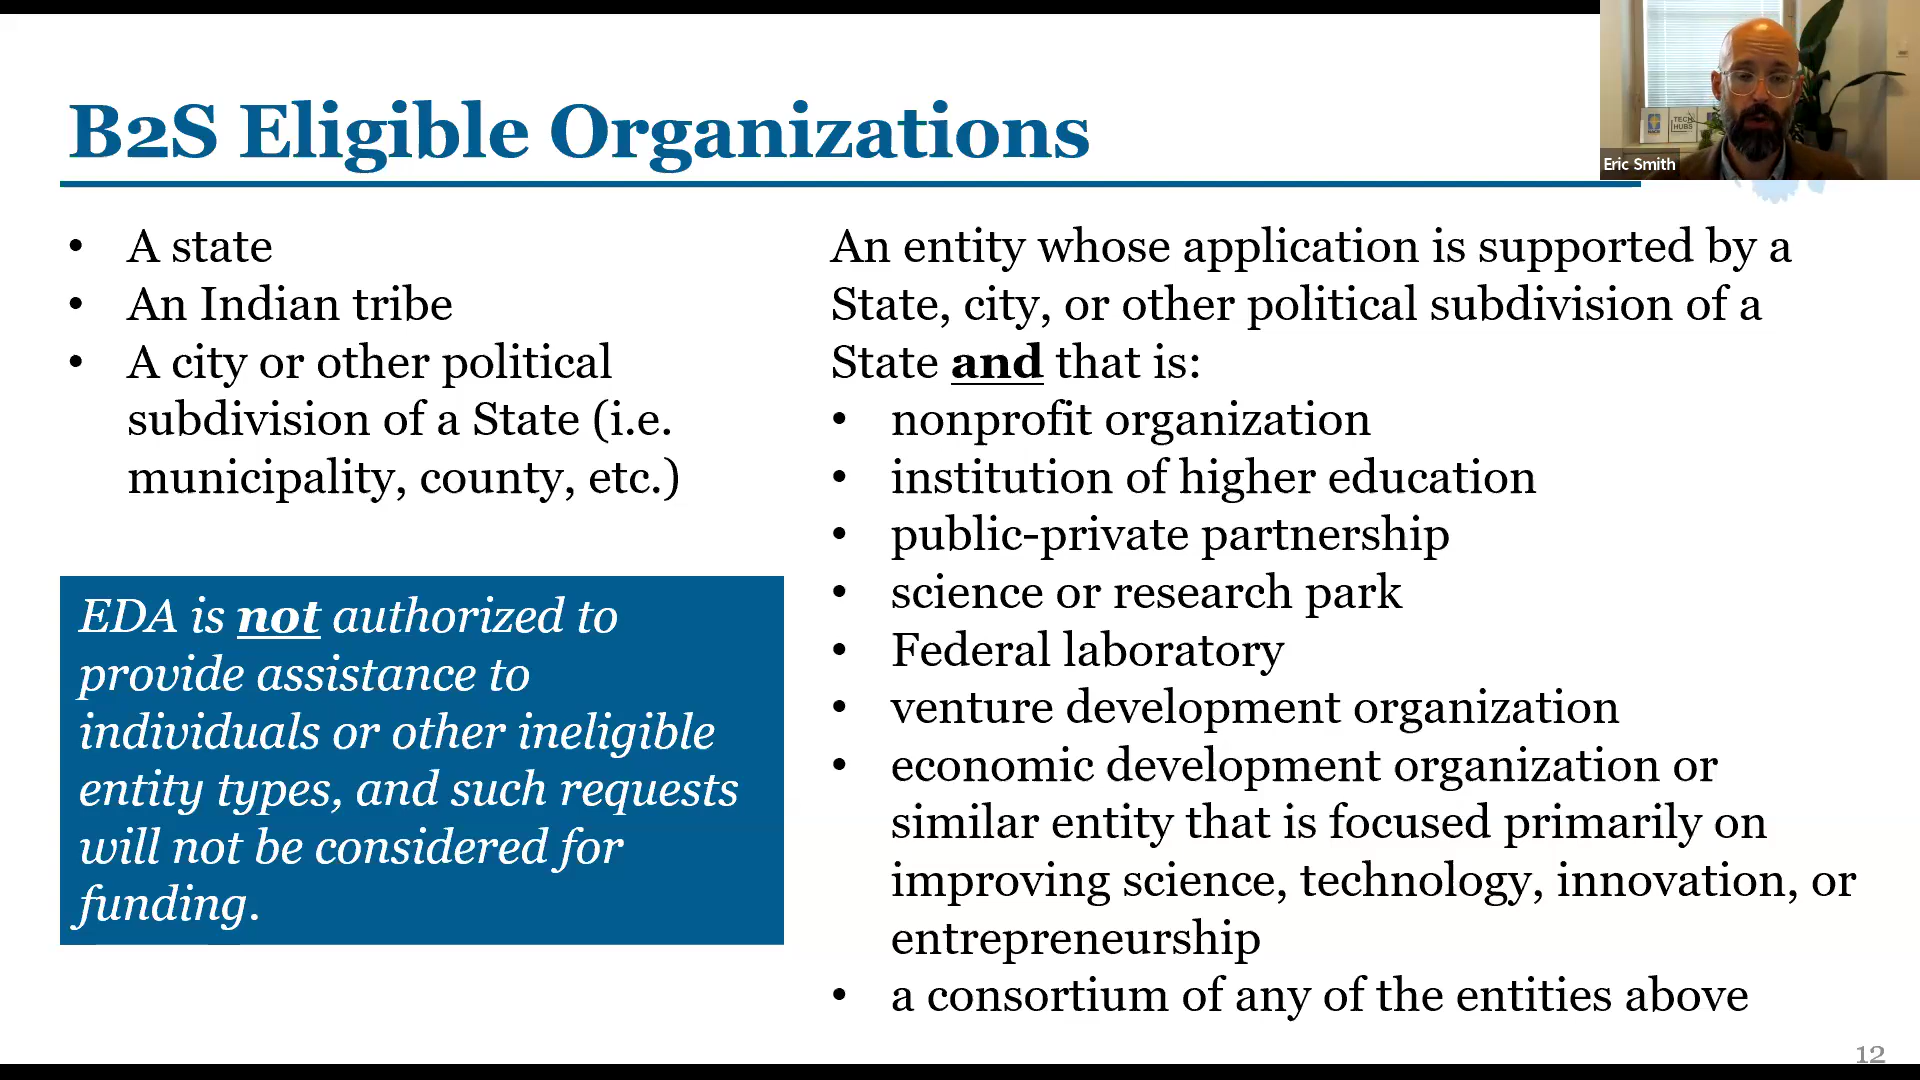 B2S Eligible Organizations
TECH
HUBS
Eric Smith
• A state
• An Indian tribe
• A city or other political
subdivision of a State (i.e.
municipality, county, etc.)
EDA is not authorized to
provide assistance to
individuals or other ineligible
entity types, and such requests
will not be considered for
funding.
An entity whose application is supported by a
State, city, or other political subdivision of a
State and that is:
• nonprofit organization
• institution of higher education
• public-private partnership
• science or research park
• Federal laboratory
• venture development organization
• economic development organization or
similar entity that is focused primarily on
improving science, technology, innovation, or
entrepreneurship
• a consortium of any of the entities above
12